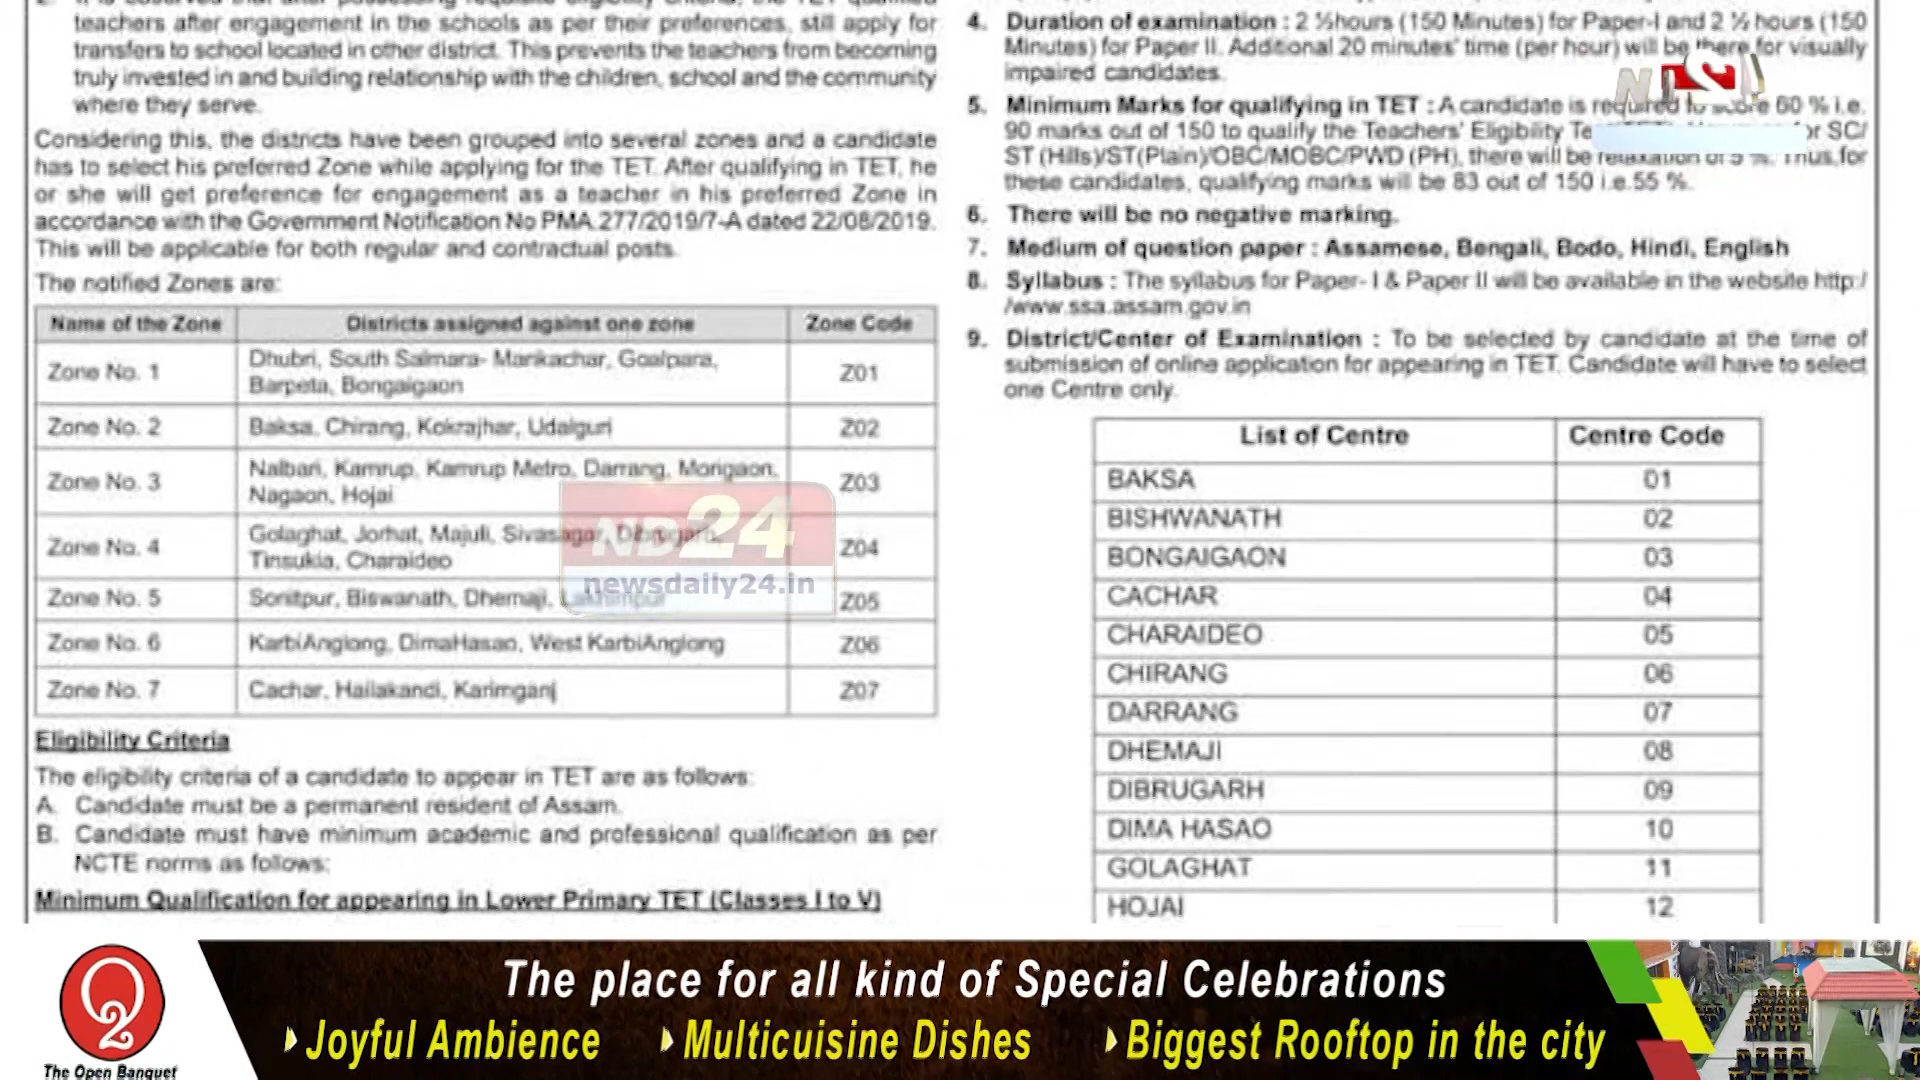 teachers after engagement in the schools as per their preferences, still apply for
transfers to school located in other district. This prevents the teachers from becoming
truly invested in and building relationship with the children, school and the community
where they serve.
Considering this, the districts have been grouped into several zones and a candidate
has to select his preferred Zone while applying for the TET. After qualifying in TET, he
or she will get preference for engagement as a teacher in his preferred Zone in
accordance with the Government Notification No PMA.277/2019/7-A dated 22/08/2019.
This will be applicable for both regular and contractual posts.
The notified Zones are:
Name of the Zone Districts assigned against one zone Zone Code
Zone No. 1 Dhubri, South Salmara- Mankachar, Goalpara,
Barpeta, Bongaigaon Z01
Zone No. 2 Baksa, Chirang, Kokrajhar, Udalguri Z02
Zone No. 3 Nalbari, Kamrup, Kamrup Metro, Darrang, Morigaon,
Nagaon, Hojai Z03
Zone No. 4 Golaghat, Jorhat, Majuli, Sivasagar, Dibrugarh,
Tinsukia, Charaideo Z04
Zone No. 5 Sonitpur, Biswanath, Dhemaji, Lakhimpur Z05
Zone No. 6 KarbiAnglong, DimaHasao, West KarbiAnglong Z06
Zone No. 7 Cachar, Hailakandi, Karimganj Z07
Eligibility Criteria
The eligibility criteria of a candidate to appear in TET are as follows:
A. Candidate must be a permanent resident of Assam.
B. Candidate must have minimum academic and professional qualification as per
NCTE norms as follows:
Minimum Qualification for appearing in Lower Primary TET (Classes I to V)
4. Duration of examination : 2 ½hours (150 Minutes) for Paper-I and 2 ½ hours (150
Minutes) for Paper II. Additional 20 minutes' time (per hour) will be there for visually
impaired candidates.
5. Minimum Marks for qualifying in TET : A candidate is required to score 60 % i.e.
90 marks out of 150 to qualify the Teachers' Eligibility SC/
ST (Hills)/ST(Plain)/OBC/MOBC/PWD (PH), there will be relaxation of 5 %. Thus for
these candidates, qualifying marks will be 83 out of 150 i.e.55 %.
6. There will be no negative marking.
7. Medium of question paper : Assamese, Bengali, Bodo, Hindi, English
8. Syllabus : The syllabus for Paper- I & Paper II will be available in the website http:/
/www.ssa.assam.gov.in
9. District/Center of Examination : To be selected by candidate at the time of
submission of online application for appearing in TET. Candidate will have to select
one Centre only.
List of Centre Centre Code
BAKSA 01
BISHWANATH 02
BONGAIGAON 03
CACHAR 04
CHARAIDEO 05
CHIRANG 06
DARRANG 07
DHEMAJI 08
DIBRUGARH 09
DIMA HASAO 10
GOLAGHAT 11
HOJAI 12
ND24
newsdaily24.in
O2
The Open Banquet
The place for all kind of Special Celebrations
Joyful Ambience Multicuisine Dishes Biggest Rooftop in the city